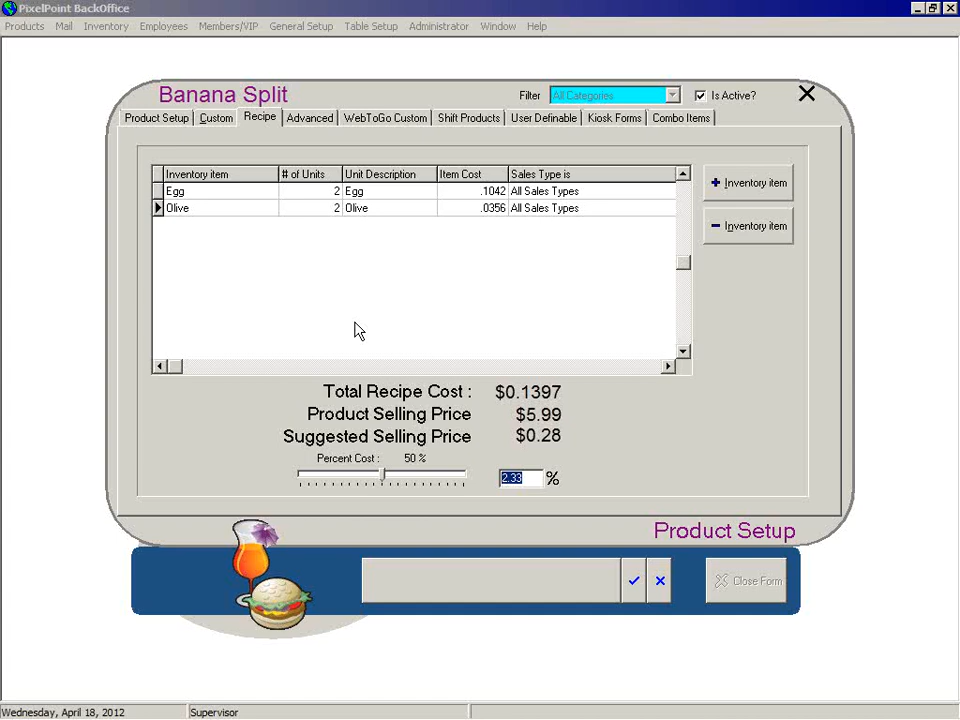 PixelPoint BackOffice
Products Mail Inventory Employees Members/VIP General Setup Table Setup Administrator Window Help
Banana Split Filter All Categories Is Active?
Product Setup Custom Recipe Advanced WebToGo Custom Shift Products User Definable Kiosk Forms Combo Items
Inventory item # of Units Unit Description Item Cost Sales Type is
Egg 2 Egg .1042 All Sales Types
Olive 2 Olive .0356 All Sales Types
+ Inventory item
- Inventory item
Total Recipe Cost : $0.1397
Product Selling Price $5.99
Suggested Selling Price $0.28
Percent Cost : 50 %
2.33 %
Product Setup
Close Form
Wednesday, April 18, 2012 Supervisor